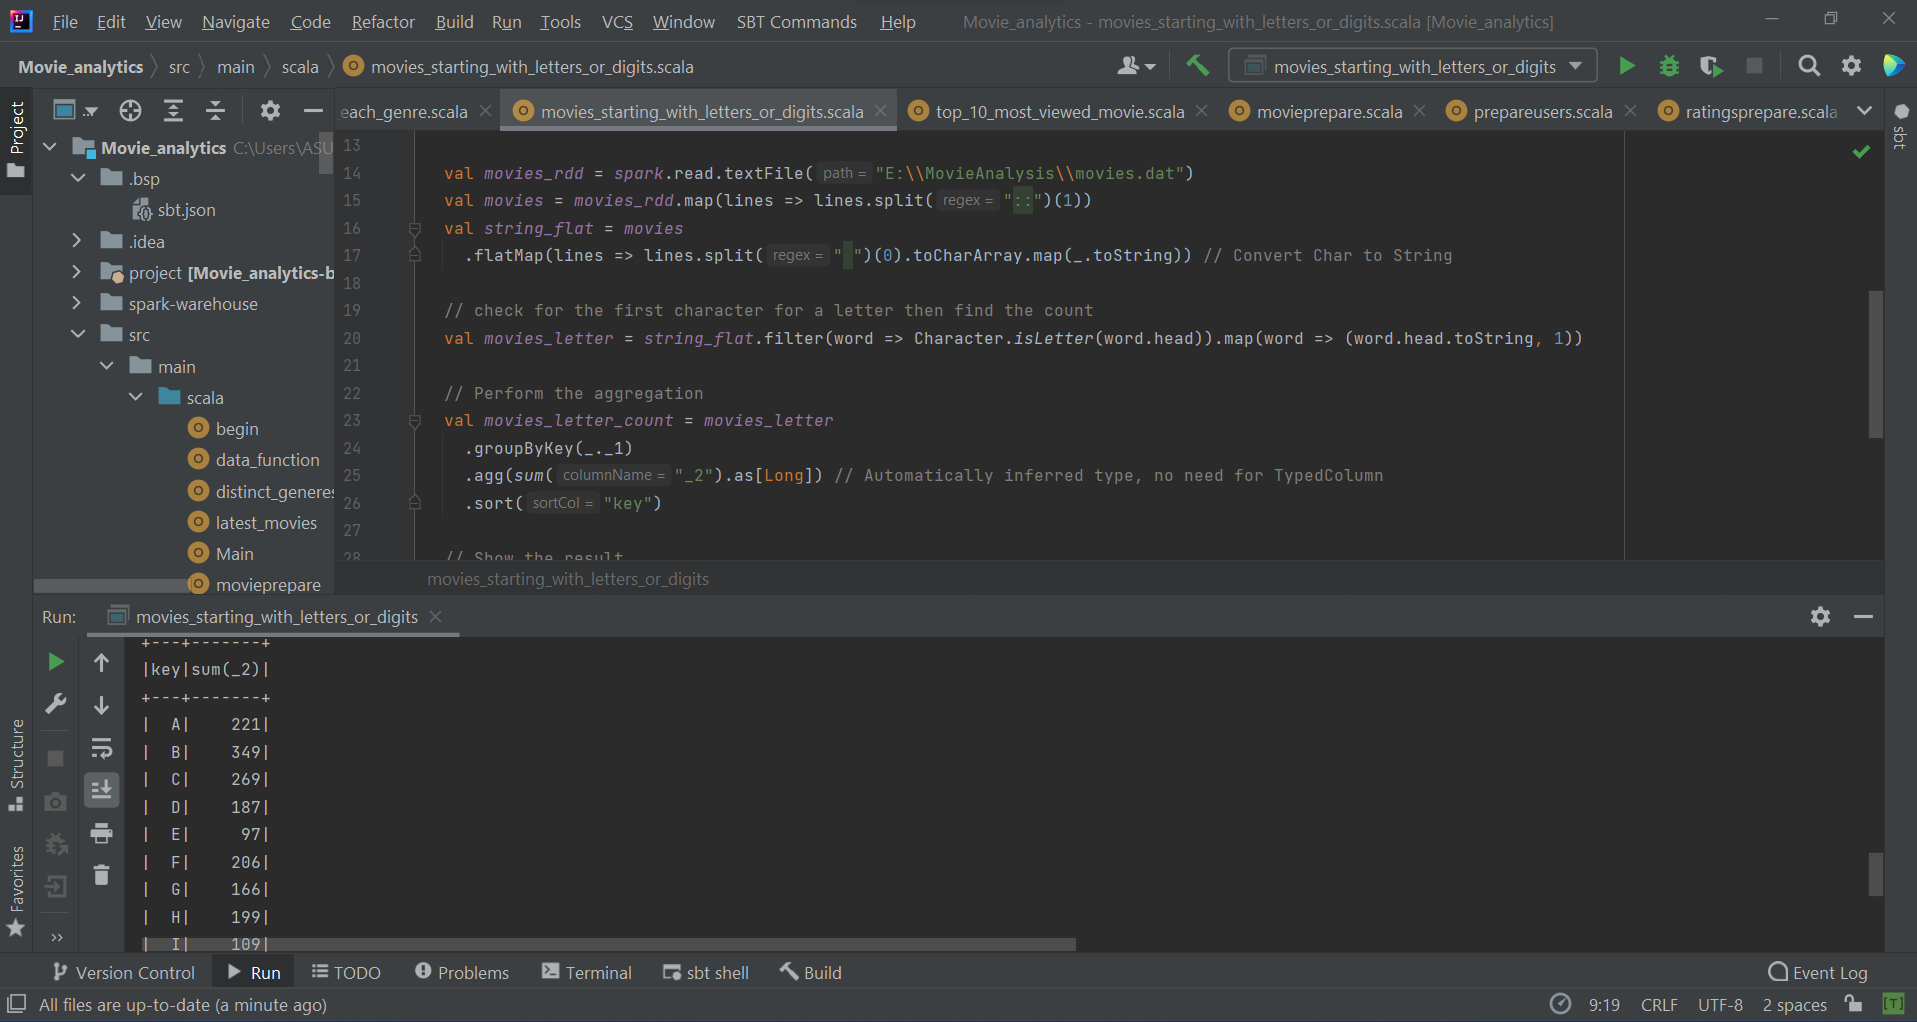 File Edit View Navigate Code Refactor Build Run Tools VCS Window SBT Commands Help Movie_analytics - movies_starting_with_letters_or_digits.scala [Movie_analytics]
Movie_analytics src main scala movies_starting_with_letters_or_digits.scala movies_starting_with_letters_or_digits
Project
each_genre.scala movies_starting_with_letters_or_digits.scala top_10_most_viewed_movie.scala movieprepare.scala prepareusers.scala ratingsprepare.scala
sbt
Movie_analytics C:\Users\ASU
.bsp
sbt.json
.idea
project [Movie_analytics-b
spark-warehouse
src
main
scala
begin
data_function
distinct_generes
latest_movies
Main
movieprepare
13
14 val movies_rdd = spark.read.textFile( path = "E:\\MovieAnalysis\\movies.dat")
15 val movies = movies_rdd.map(lines => lines.split( regex = "::")(1))
16 val string_flat = movies
17 .flatMap(lines => lines.split( regex = " ")(0).toCharArray.map(_.toString)) // Convert Char to String
18
19 // check for the first character for a letter then find the count
20 val movies_letter = string_flat.filter(word => Character.isLetter(word.head)).map(word => (word.head.toString, 1))
21
22 // Perform the aggregation
23 val movies_letter_count = movies_letter
24 .groupByKey(_._1)
25 .agg(sum( columnName = "_2").as[Long]) // Automatically inferred type, no need for TypedColumn
26 .sort( sortCol = "key")
27
28 // Show the result
movies_starting_with_letters_or_digits
Run: movies_starting_with_letters_or_digits
+---+-------+
|key|sum(_2)|
+---+-------+
| A| 221|
| B| 349|
| C| 269|
| D| 187|
| E| 97|
| F| 206|
| G| 166|
| H| 199|
| I| 109|
Structure
Favorites
Version Control Run TODO Problems Terminal sbt shell Build Event Log
All files are up-to-date (a minute ago) 9:19 CRLF UTF-8 2 spaces [T]